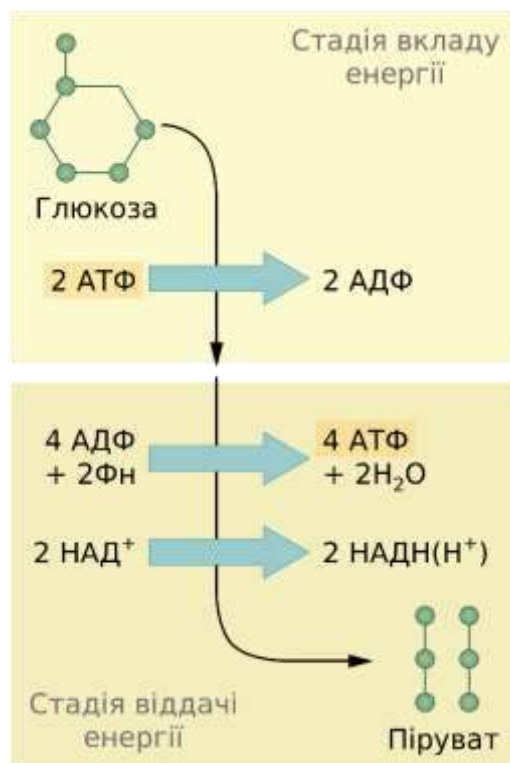 Стадія вкладу
енергії
Глюкоза
2 АТФ
2 АДФ
4 АДФ
+ 2Фн
4 АТФ
+ 2H₂O
2 НАД⁺
2 НАДН(Н⁺)
Стадія віддачі
енергії
Піруват